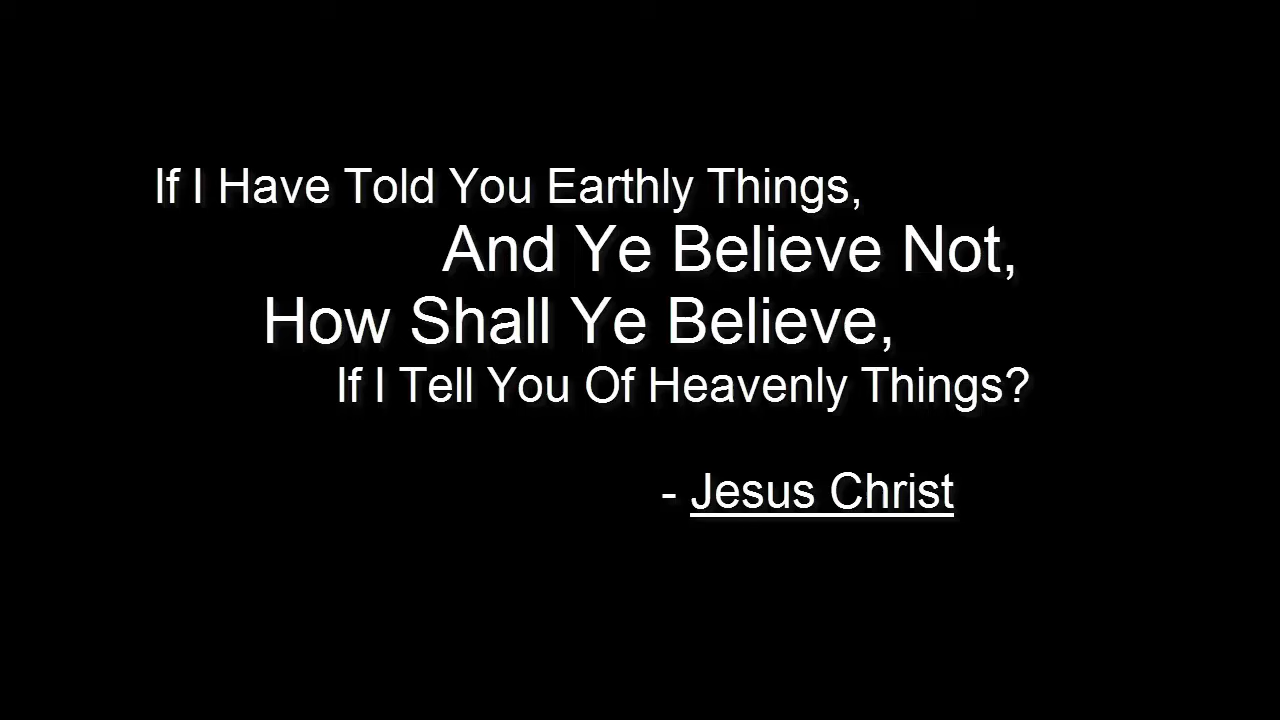 If I Have Told You Earthly Things,
And Ye Believe Not,
How Shall Ye Believe,
If I Tell You Of Heavenly Things?
- Jesus Christ